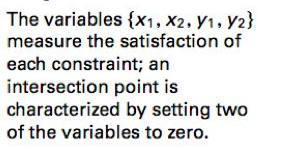 The variables {x₁, x₂, y₁, y₂}
measure the satisfaction of
each constraint; an
intersection point is
characterized by setting two
of the variables to zero.